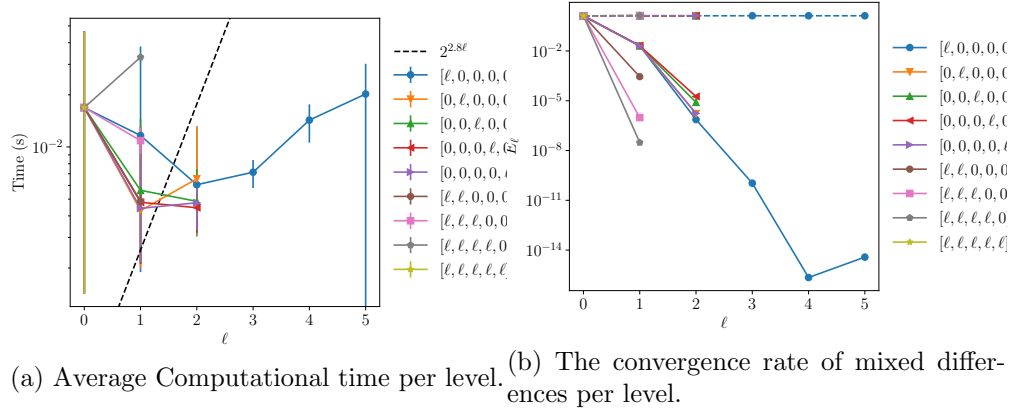 10⁻²
Time (s)
0 1 2 3 4 5
ℓ
2^{2.8ℓ}
[ℓ, 0, 0, 0, 0
[0, ℓ, 0, 0, 0
[0, 0, ℓ, 0, 0
[0, 0, 0, ℓ,
[0, 0, 0, 0, ℓ
[ℓ, ℓ, 0, 0, 0
[ℓ, ℓ, ℓ, 0, 0
[ℓ, ℓ, ℓ, ℓ, 0
[ℓ, ℓ, ℓ, ℓ, ℓ]
(a) Average Computational time per level.
10⁻²
10⁻⁵
10⁻⁸
10⁻¹¹
10⁻¹⁴
E_ℓ
0 1 2 3 4 5
ℓ
[ℓ, 0, 0, 0, 0
[0, ℓ, 0, 0, 0
[0, 0, ℓ, 0, 0
[0, 0, 0, ℓ, 0
[0, 0, 0, 0, ℓ
[ℓ, ℓ, 0, 0, 0
[ℓ, ℓ, ℓ, 0, 0
[ℓ, ℓ, ℓ, ℓ, 0
[ℓ, ℓ, ℓ, ℓ, ℓ]
(b) The convergence rate of mixed differ-
ences per level.